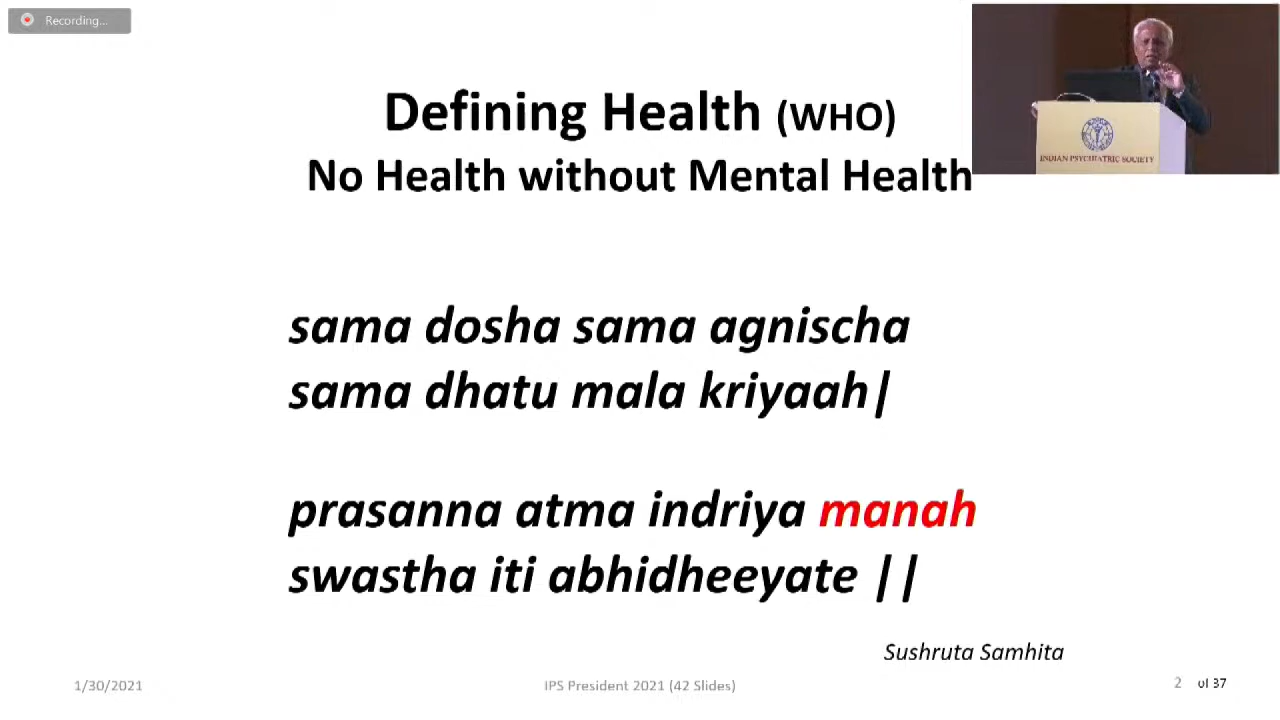 Recording...
Defining Health (WHO)
No Health without Mental Health
INDIAN PSYCHIATRIC SOCIETY
sama dosha sama agnischa
sama dhatu mala kriyaah|
prasanna atma indriya manah
swastha iti abhidheeyate ||
Sushruta Samhita
1/30/2021
IPS President 2021 (42 Slides)
2 of 37